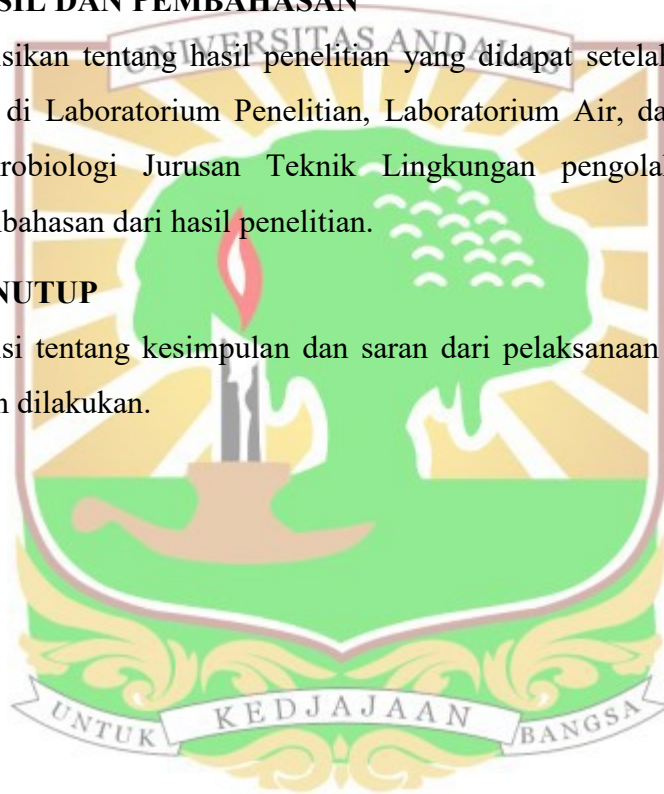 SIL DAN PEMBAHASAN
UNIVERSITAS ANDALAS
isikan tentang hasil penelitian yang didapat setelah
di Laboratorium Penelitian, Laboratorium Air, da
robiologi Jurusan Teknik Lingkungan pengola
bahasan dari hasil penelitian.
NUTUP
si tentang kesimpulan dan saran dari pelaksanaan
n dilakukan.
UNTUK KEDJAJAAN BANGSA